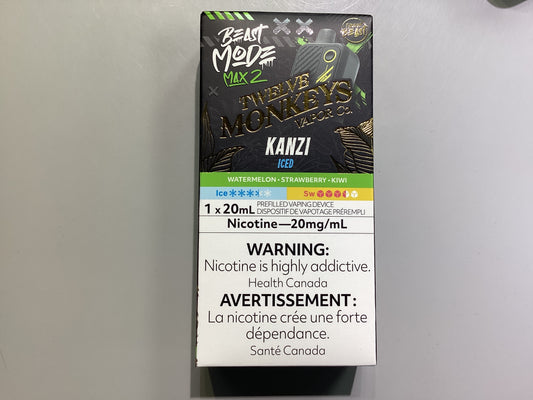 BEAST
MODE
MAX 2
TWELVE
MONKEYS
VAPOR CO.
KANZI
ICED
WATERMELON • STRAWBERRY • KIWI
Ice
Sw
1 x 20mL PREFILLED VAPING DEVICE
DISPOSITIF DE VAPOTAGE PRÉREMPLI
Nicotine—20mg/mL
WARNING:
Nicotine is highly addictive.
Health Canada
AVERTISSEMENT :
La nicotine crée une forte
dépendance.
Santé Canada